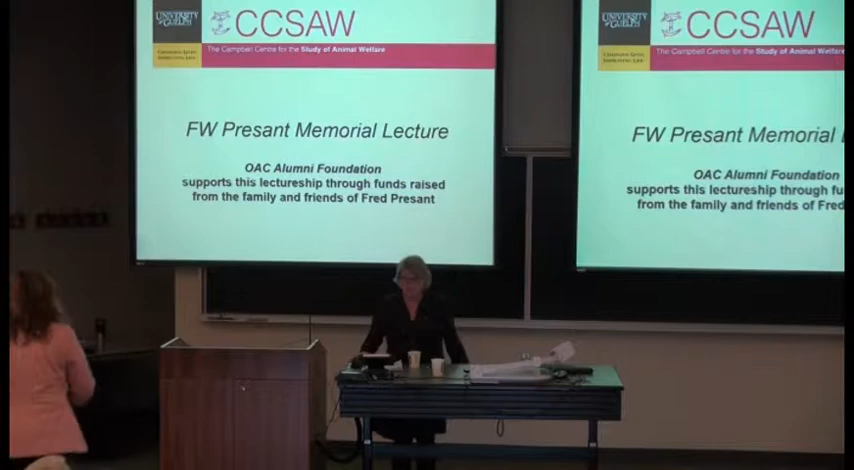 UNIVERSITY
of GUELPH
CCSAW
The Campbell Centre for the Study of Animal Welfare
FW Presant Memorial Lecture
OAC Alumni Foundation
supports this lectureship through funds raised
from the family and friends of Fred Presant
UNIVERSITY
of GUELPH
CCSAW
The Campbell Centre for the Study of Animal Welfare
FW Presant Memorial
OAC Alumni Foundation
supports this lectureship through fu
from the family and friends of Fred